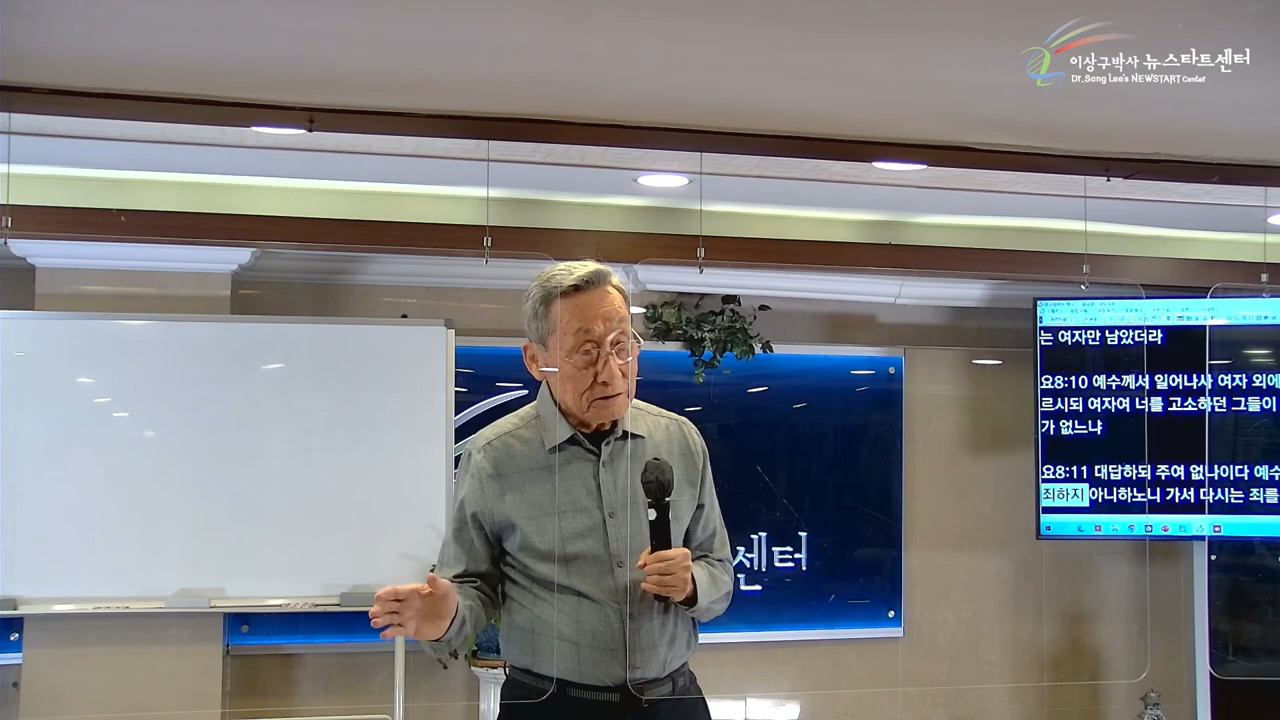 이상구박사 뉴스타트센터
Dr. Sang Lee's NEWSTART Center
는 여자만 남았더라
요8:10 예수께서 일어나사 여자 외에
르시되 여자여 너를 고소하던 그들이
가 없느냐
요8:11 대답하되 주여 없나이다 예수
죄하지 아니하노니 가서 다시는 죄를
센터